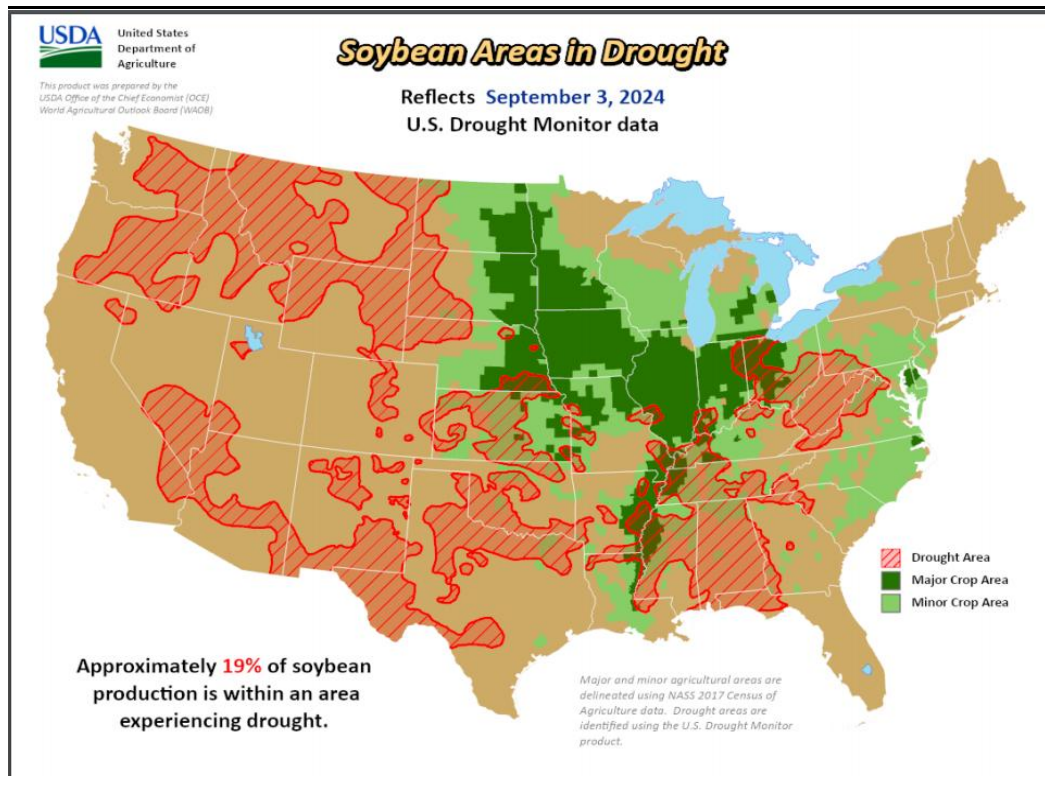 USDA
United States
Department of
Agriculture
This product was prepared by the
USDA Office of the Chief Economist (OCE)
World Agricultural Outlook Board (WAOB)
Soybean Areas in Drought
Reflects September 3, 2024
U.S. Drought Monitor data
Drought Area
Major Crop Area
Minor Crop Area
Approximately 19% of soybean
production is within an area
experiencing drought.
Major and minor agricultural areas are
delineated using NASS 2017 Census of
Agriculture data. Drought areas are
identified using the U.S. Drought Monitor
product.